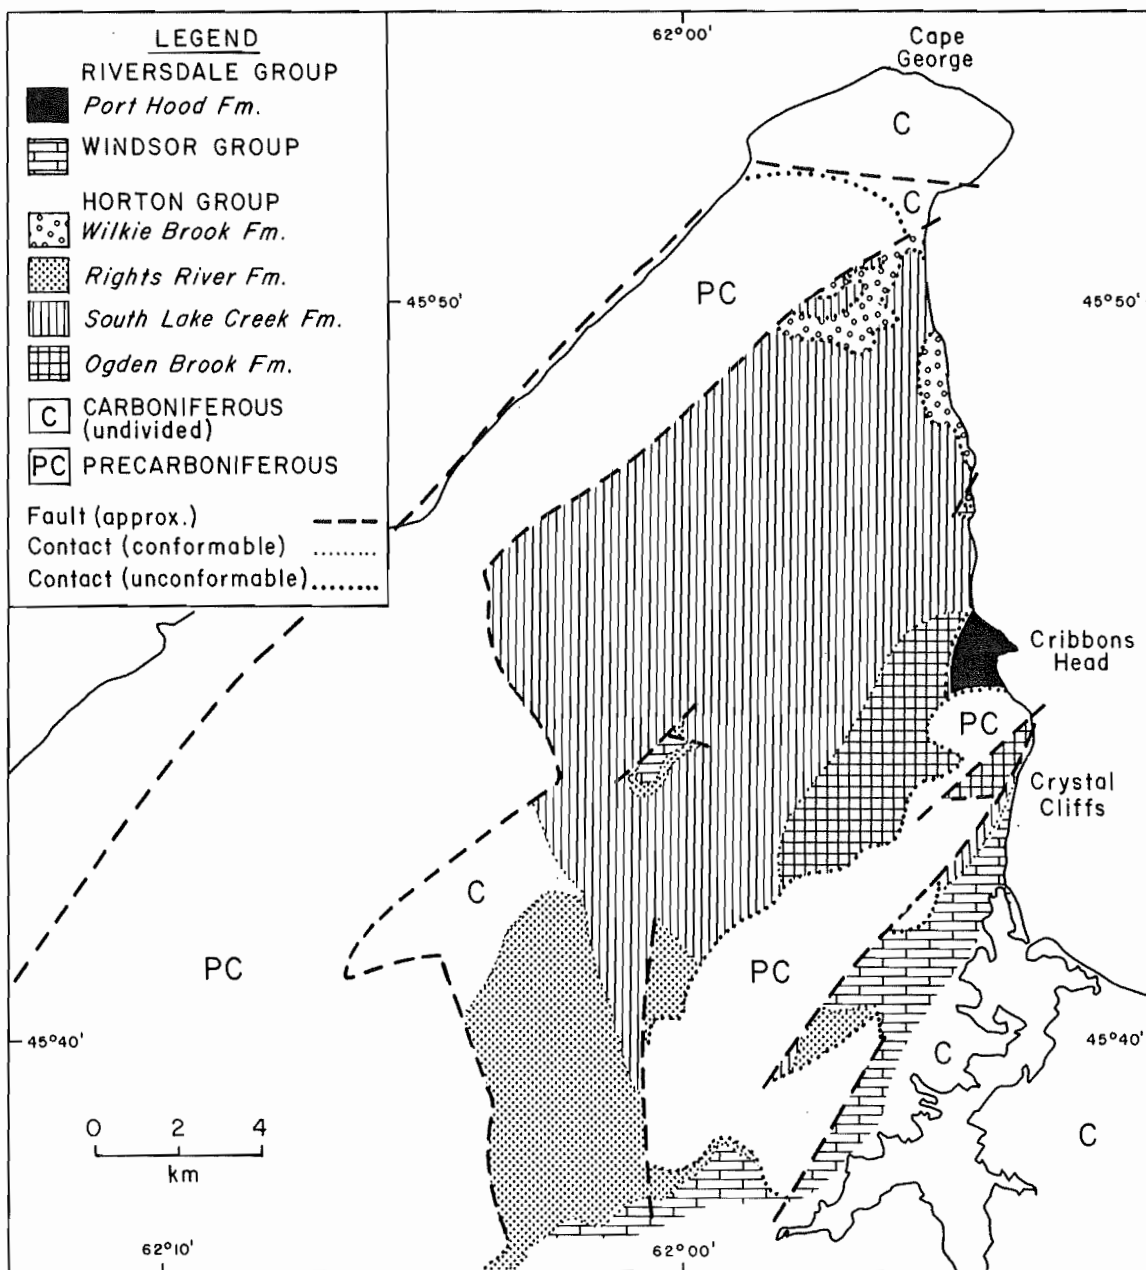 LEGEND
RIVERSDALE GROUP
Port Hood Fm.
WINDSOR GROUP
HORTON GROUP
Wilkie Brook Fm.
Rights River Fm.
South Lake Creek Fm.
Ogden Brook Fm.
C CARBONIFEROUS
(undivided)
PC PRECARBONIFEROUS
Fault (approx.)
Contact (conformable)
Contact (unconformable)
62°00'
Cape
George
C
C
PC
45°50'
45°50'
Cribbons
Head
PC
Crystal
Cliffs
C
PC
PC
45°40'
45°40'
C
C
0 2 4
km
62°10'
62°00'